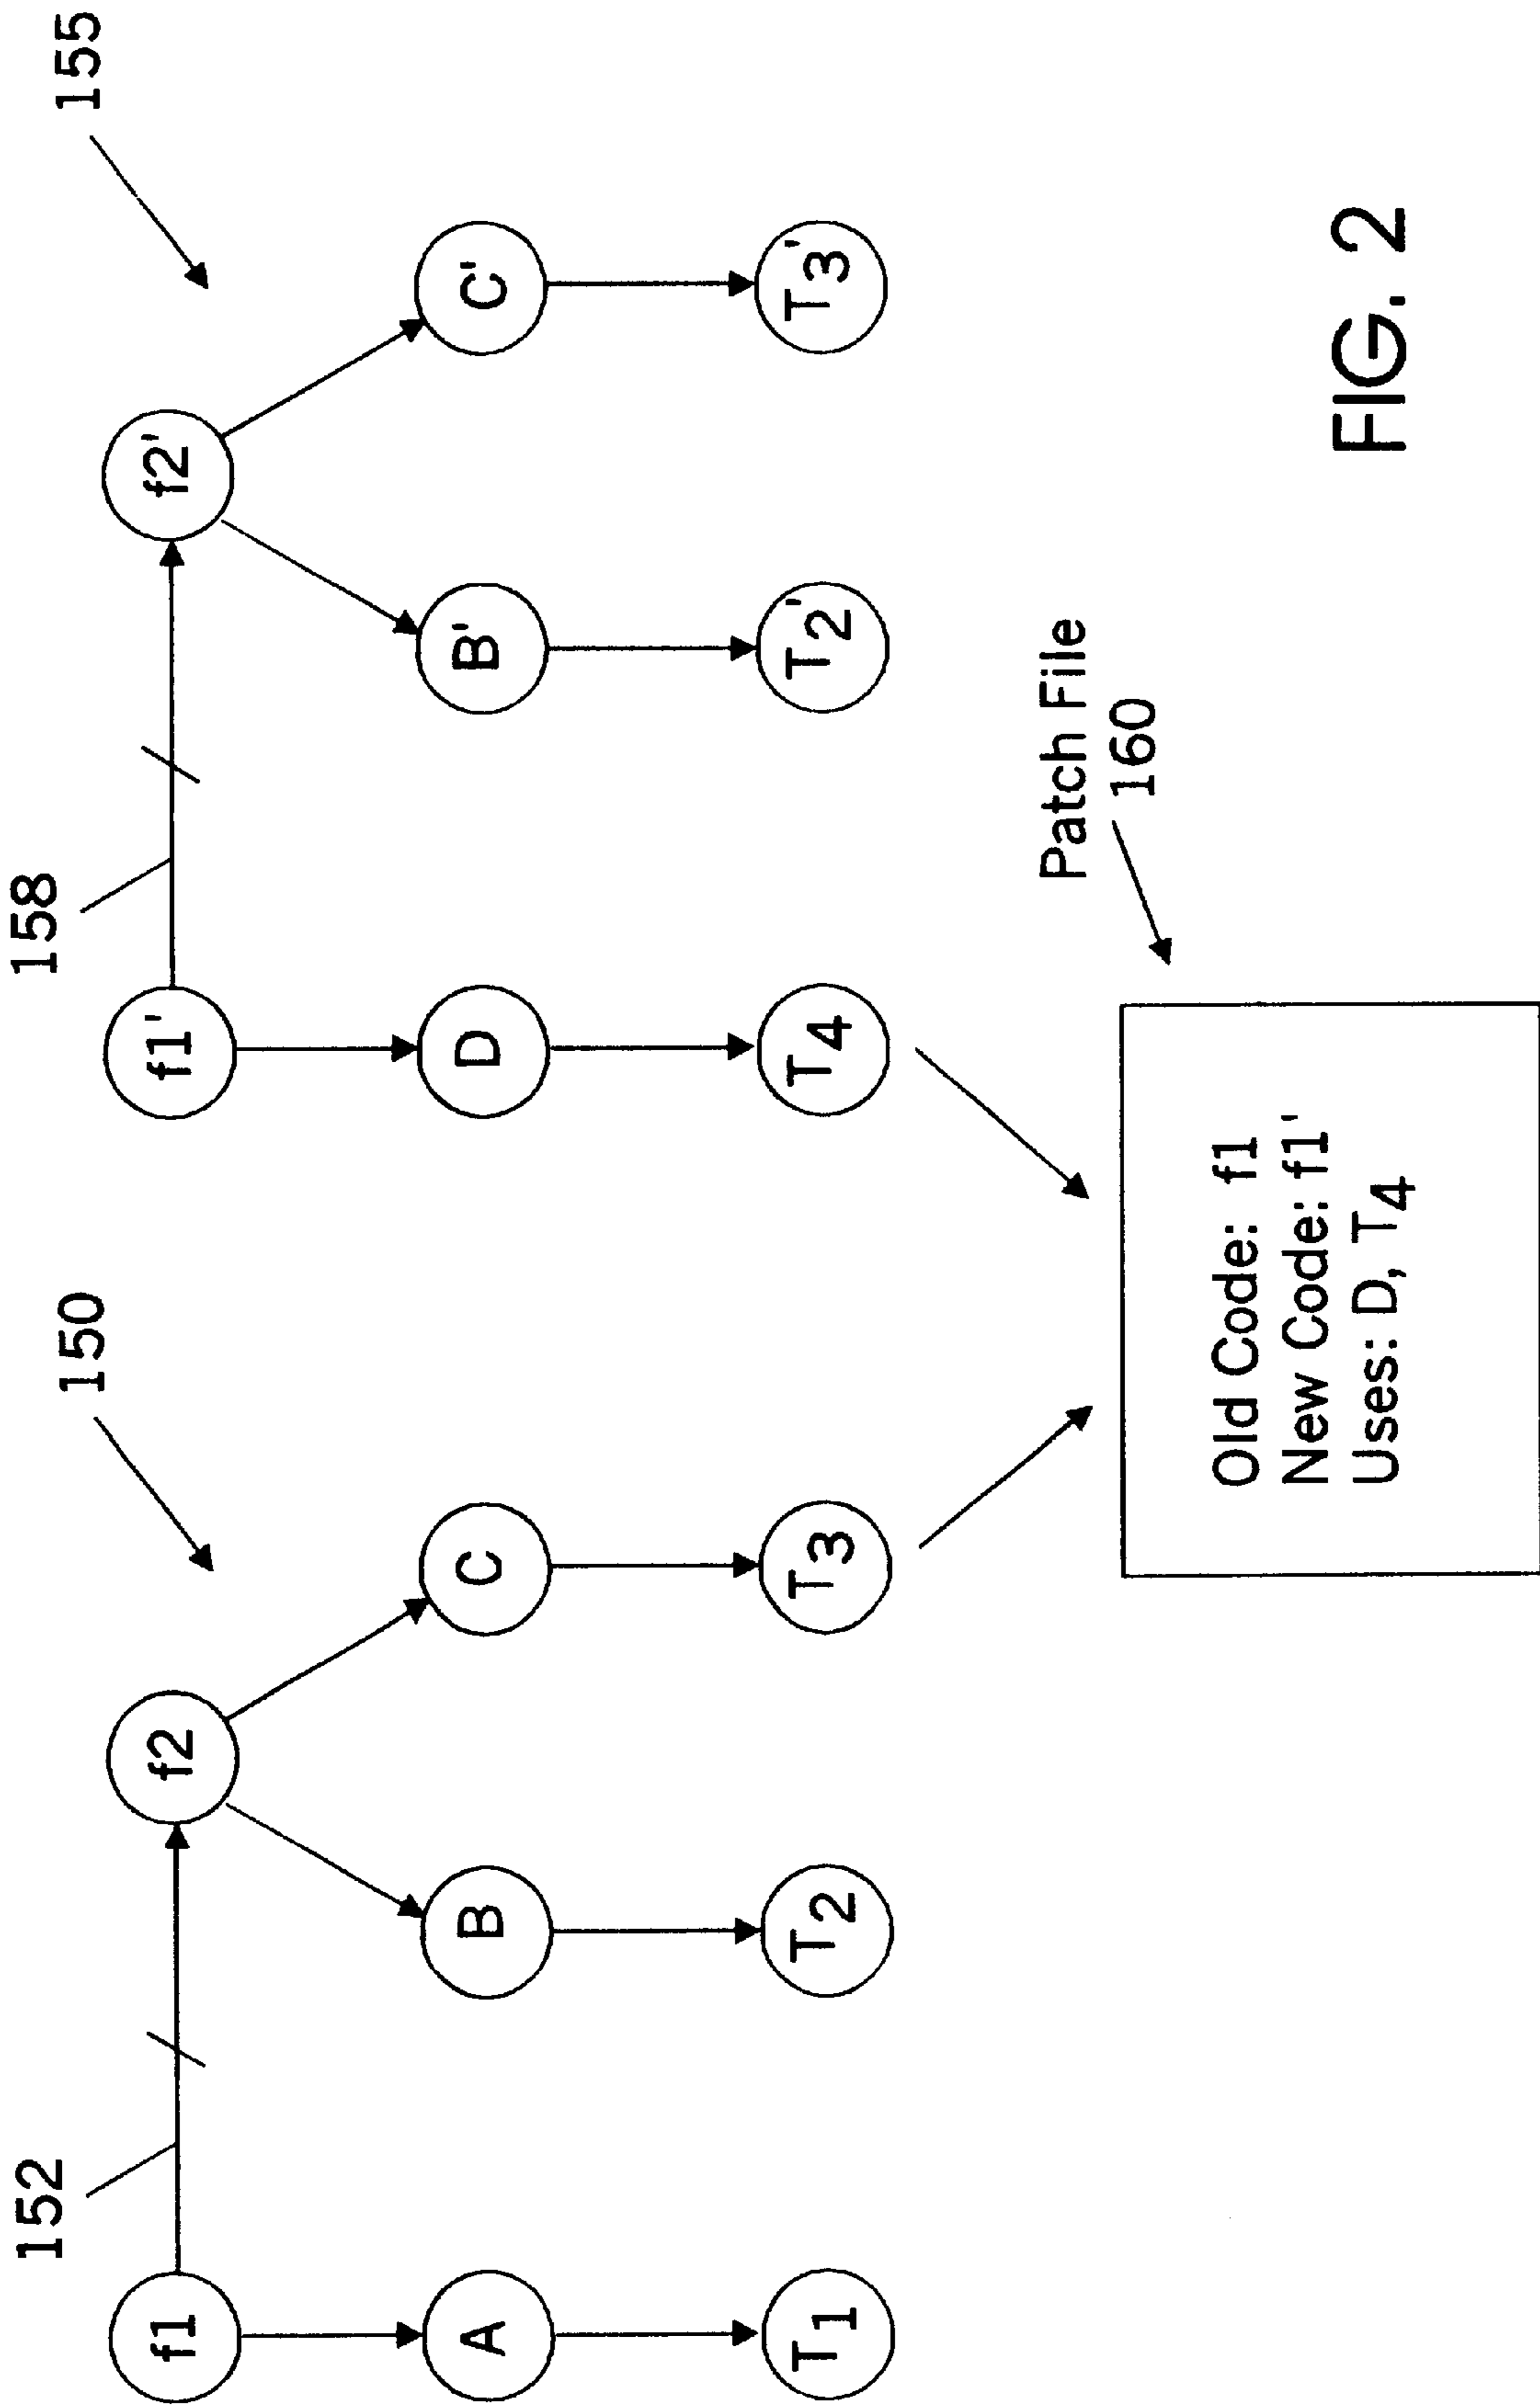 152
150
158
155
f1
f2
f1'
f2'
A
B
C
D
B'
C'
T1
T2
T3
T4
T2'
T3'
Patch File
160
Old Code: f1
New Code: f1'
Uses: D, T4
FIG. 2